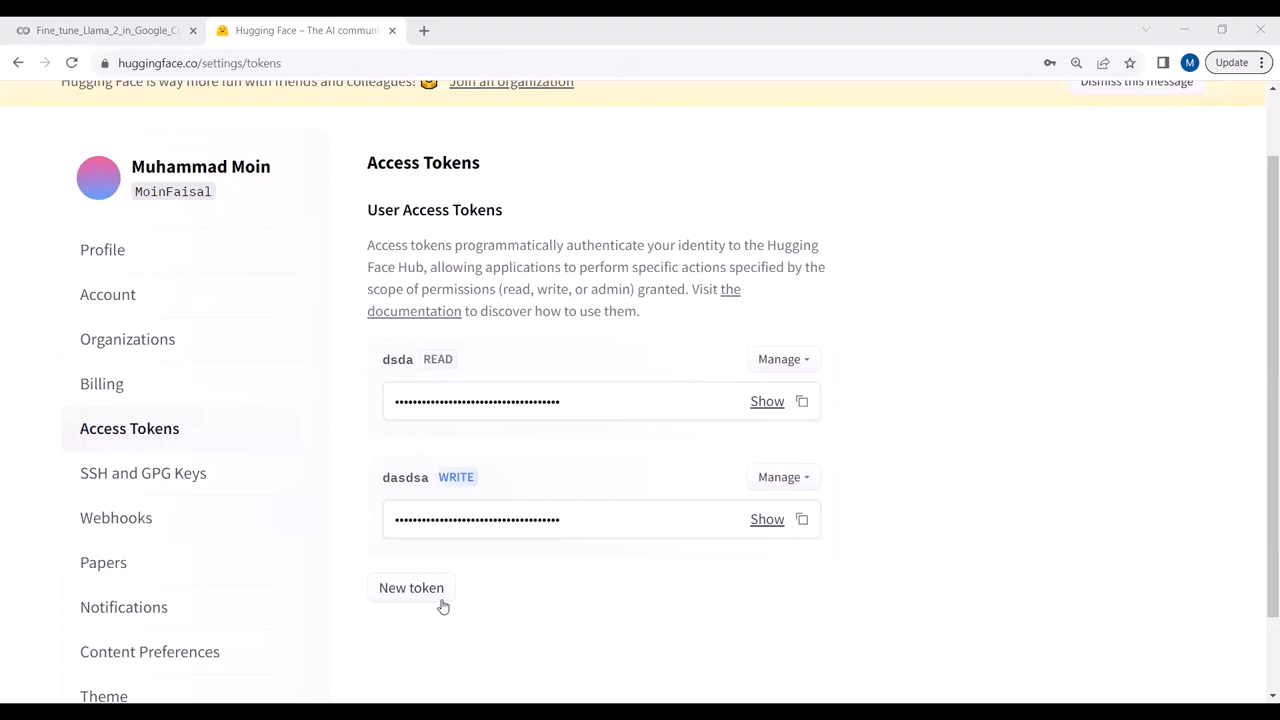 Fine_tune_Llama_2_in_Google_Co
Hugging Face – The AI commun
huggingface.co/settings/tokens
Update
Hugging Face is way more fun with friends and colleagues! 🤗 Join an organization
Dismiss this message
Muhammad Moin
MoinFaisal
Profile
Account
Organizations
Billing
Access Tokens
SSH and GPG Keys
Webhooks
Papers
Notifications
Content Preferences
Theme
Access Tokens
User Access Tokens
Access tokens programmatically authenticate your identity to the Hugging
Face Hub, allowing applications to perform specific actions specified by the
scope of permissions (read, write, or admin) granted. Visit the
documentation to discover how to use them.
dsda READ
Manage
•••••••••••••••••••••••••••••••••••••
Show
dasdsa WRITE
Manage
•••••••••••••••••••••••••••••••••••••
Show
New token
M